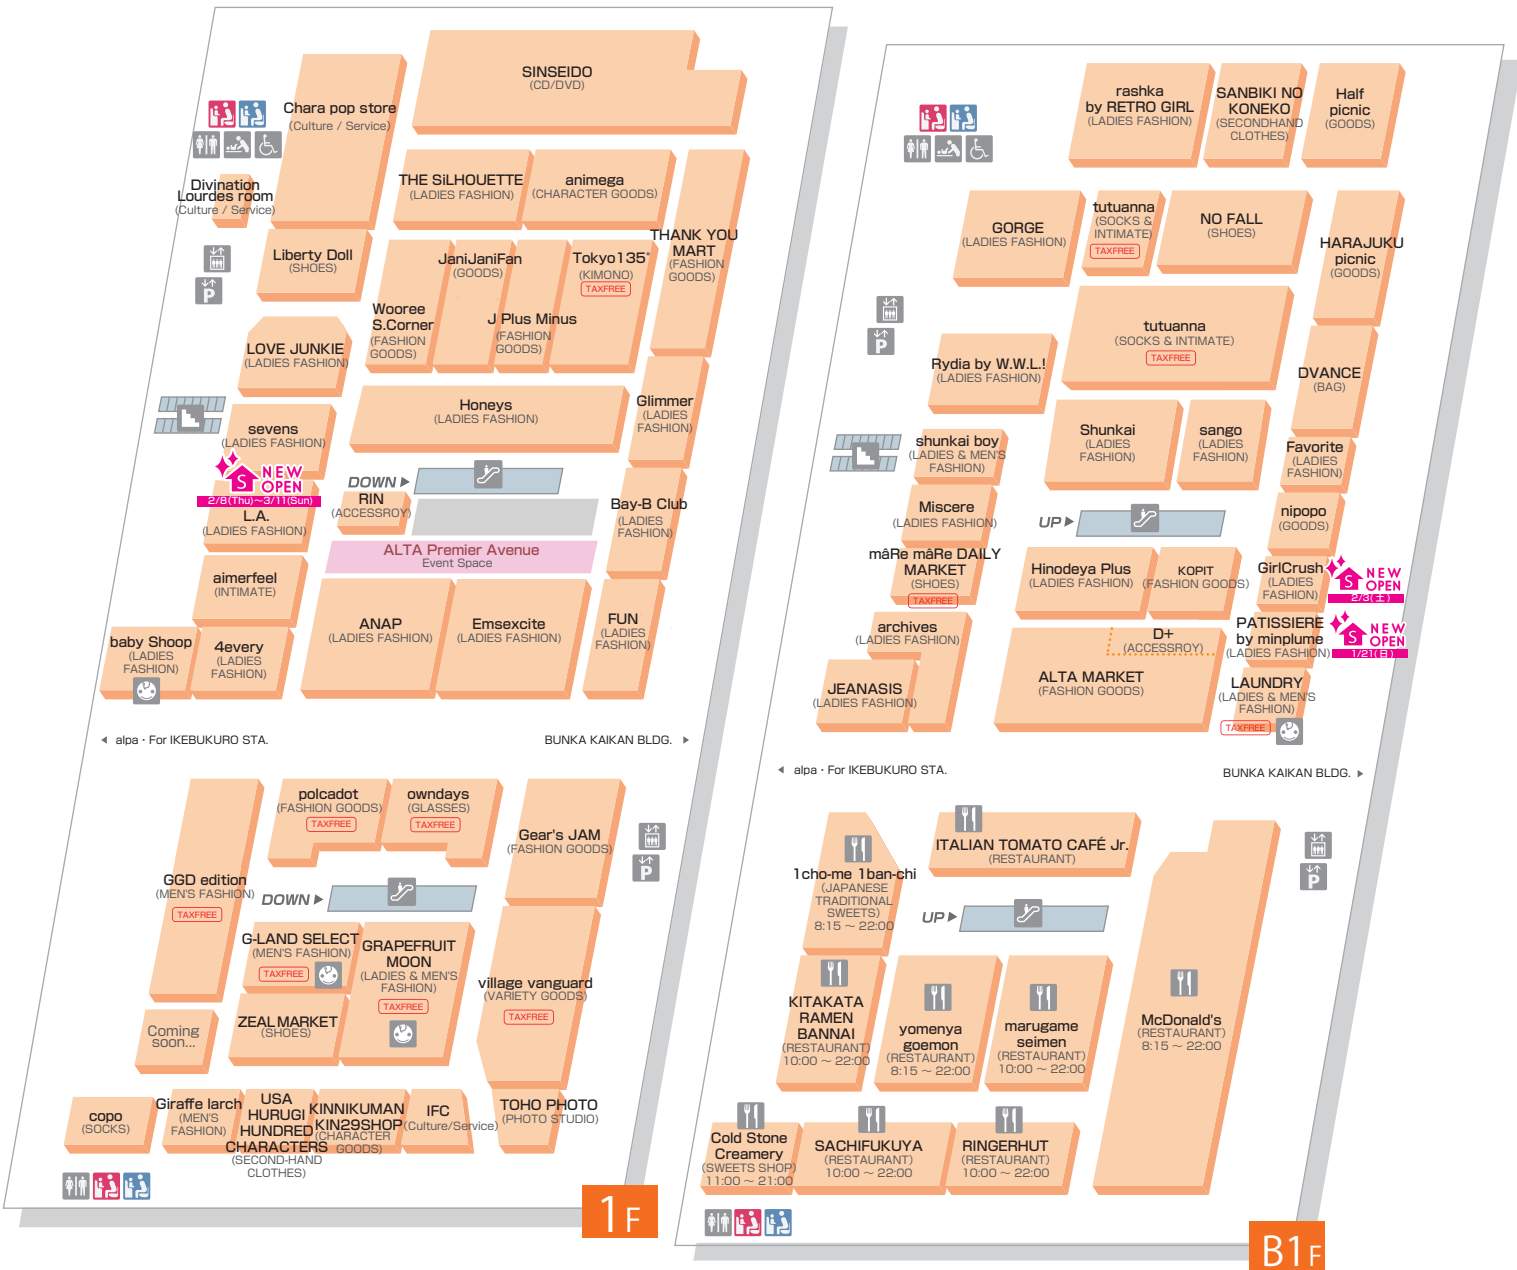 SINSEIDO
(CD/DVD)
Chara pop store
(Culture / Service)
Divination
Lourdes room
(Culture / Service)
THE SiLHOUETTE
(LADIES FASHION)
animega
(CHARACTER GOODS)
THANK YOU
MART
(FASHION
GOODS)
Liberty Doll
(SHOES)
P
Wooree
S.Corner
(FASHION
GOODS)
JaniJaniFan
(GOODS)
J Plus Minus
(FASHION
GOODS)
Tokyo135°
(KIMONO)
TAXFREE
LOVE JUNKIE
(LADIES FASHION)
Honeys
(LADIES FASHION)
Glimmer
(LADIES
FASHION)
sevens
(LADIES FASHION)
S
NEW
OPEN
2/8(Thu)～3/11(Sun)
L.A.
(LADIES FASHION)
DOWN
RIN
(ACCESSROY)
Bay-B Club
(LADIES
FASHION)
ALTA Premier Avenue
Event Space
aimerfeel
(INTIMATE)
baby Shoop
(LADIES
FASHION)
4every
(LADIES
FASHION)
ANAP
(LADIES FASHION)
Emsexcite
(LADIES FASHION)
FUN
(LADIES
FASHION)
alpa・For IKEBUKURO STA.
BUNKA KAIKAN BLDG.
GGD edition
(MEN'S FASHION)
TAXFREE
polcadot
(FASHION GOODS)
TAXFREE
owndays
(GLASSES)
TAXFREE
Gear's JAM
(FASHION GOODS)
P
DOWN
G-LAND SELECT
(MEN'S FASHION)
TAXFREE
GRAPEFRUIT
MOON
(LADIES & MEN'S
FASHION)
TAXFREE
village vanguard
(VARIETY GOODS)
TAXFREE
ZEAL MARKET
(SHOES)
Coming
soon...
copo
(SOCKS)
Giraffe larch
(MEN'S
FASHION)
USA
HURUGI
HUNDRED
CHARACTERS
(SECOND-HAND
CLOTHES)
KINNIKUMAN
KIN29SHOP
(CHARACTER
GOODS)
IFC
(Culture/Service)
TOHO PHOTO
(PHOTO STUDIO)
1F
rashka
by RETRO GIRL
(LADIES FASHION)
SANBIKI NO
KONEKO
(SECONDHAND
CLOTHES)
Half
picnic
(GOODS)
GORGE
(LADIES FASHION)
tutuanna
(SOCKS &
INTIMATE)
TAXFREE
NO FALL
(SHOES)
HARAJUKU
picnic
(GOODS)
P
tutuanna
(SOCKS & INTIMATE)
TAXFREE
Rydia by W.W.L.!
(LADIES FASHION)
DVANCE
(BAG)
shunkai boy
(LADIES & MEN'S
FASHION)
Shunkai
(LADIES
FASHION)
sango
(LADIES
FASHION)
Favorite
(LADIES
FASHION)
Miscere
(LADIES FASHION)
UP
nipopo
(GOODS)
mâRe mâRe DAILY
MARKET
(SHOES)
TAXFREE
Hinodeya Plus
(LADIES FASHION)
KOPIT
(FASHION GOODS)
GirlCrush
(LADIES
FASHION)
S
NEW
OPEN
2/3(土)
archives
(LADIES FASHION)
D+
(ACCESSROY)
PATISSIERE
by minplume
(LADIES FASHION)
S
NEW
OPEN
1/21(日)
JEANASIS
(LADIES FASHION)
ALTA MARKET
(FASHION GOODS)
LAUNDRY
(LADIES & MEN'S
FASHION)
TAXFREE
alpa・For IKEBUKURO STA.
BUNKA KAIKAN BLDG.
1cho-me 1ban-chi
(JAPANESE
TRADITIONAL
SWEETS)
8:15 ～ 22:00
ITALIAN TOMATO CAFÉ Jr.
(RESTAURANT)
P
UP
KITAKATA
RAMEN
BANNAI
(RESTAURANT)
10:00 ～ 22:00
yomenya
goemon
(RESTAURANT)
8:15 ～ 22:00
marugame
seimen
(RESTAURANT)
10:00 ～ 22:00
McDonald's
(RESTAURANT)
8:15 ～ 22:00
Cold Stone
Creamery
(SWEETS SHOP)
11:00 ～ 21:00
SACHIFUKUYA
(RESTAURANT)
10:00 ～ 22:00
RINGERHUT
(RESTAURANT)
10:00 ～ 22:00
B1F